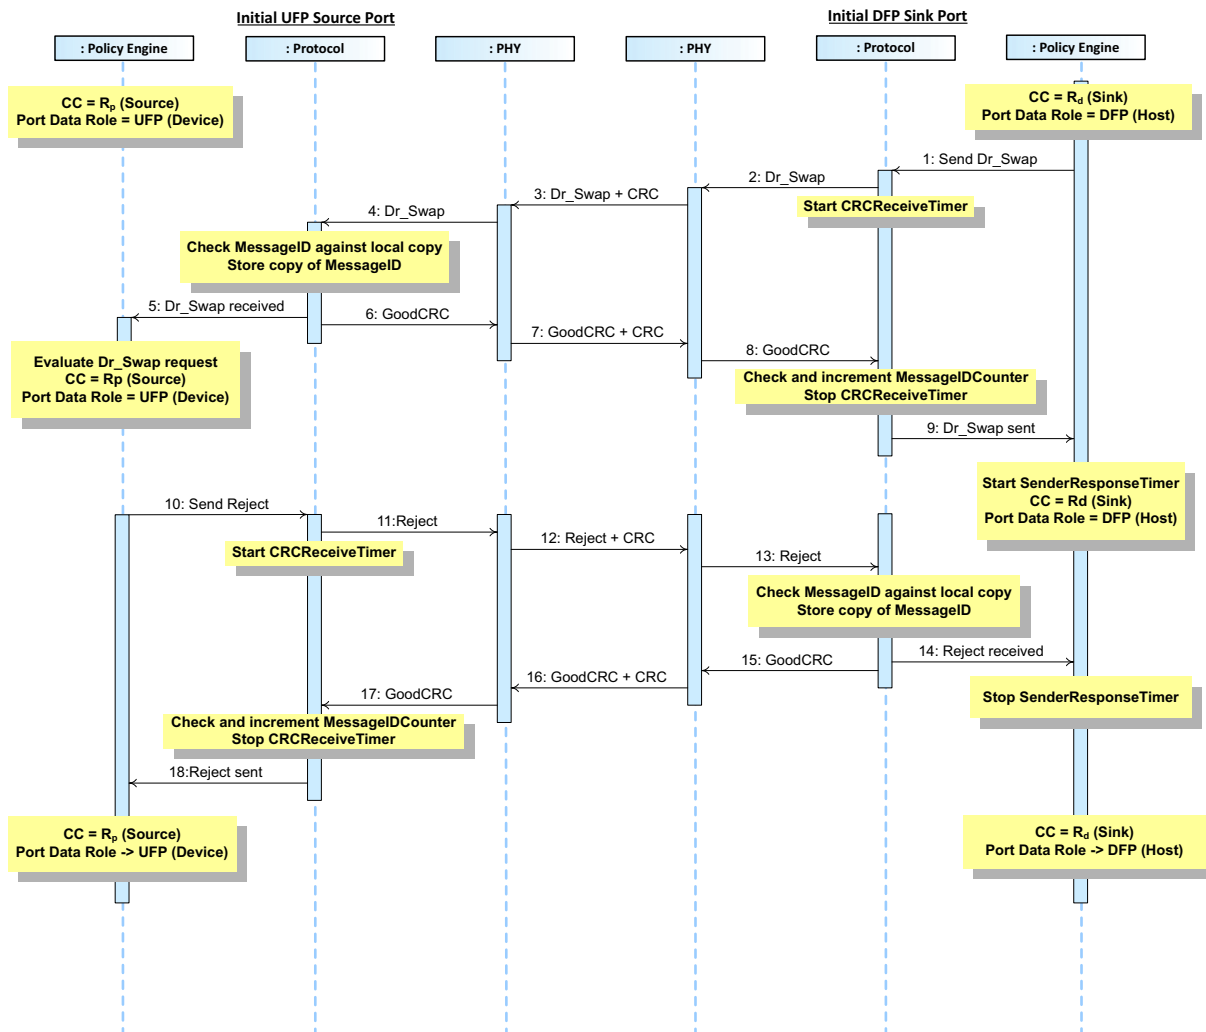 Initial UFP Source Port
Initial DFP Sink Port
: Policy Engine
: Protocol
: PHY
: PHY
: Protocol
: Policy Engine
CC = Rp (Source)
Port Data Role = UFP (Device)
CC = Rd (Sink)
Port Data Role = DFP (Host)
1: Send Dr_Swap
2: Dr_Swap
Start CRCReceiveTimer
3: Dr_Swap + CRC
4: Dr_Swap
Check MessageID against local copy
Store copy of MessageID
5: Dr_Swap received
6: GoodCRC
7: GoodCRC + CRC
8: GoodCRC
Evaluate Dr_Swap request
CC = Rp (Source)
Port Data Role = UFP (Device)
Check and increment MessageIDCounter
Stop CRCReceiveTimer
9: Dr_Swap sent
Start SenderResponseTimer
CC = Rd (Sink)
Port Data Role = DFP (Host)
10: Send Reject
11:Reject
Start CRCReceiveTimer
12: Reject + CRC
13: Reject
Check MessageID against local copy
Store copy of MessageID
14: Reject received
15: GoodCRC
16: GoodCRC + CRC
17: GoodCRC
Stop SenderResponseTimer
Check and increment MessageIDCounter
Stop CRCReceiveTimer
18:Reject sent
CC = Rp (Source)
Port Data Role -> UFP (Device)
CC = Rd (Sink)
Port Data Role -> DFP (Host)